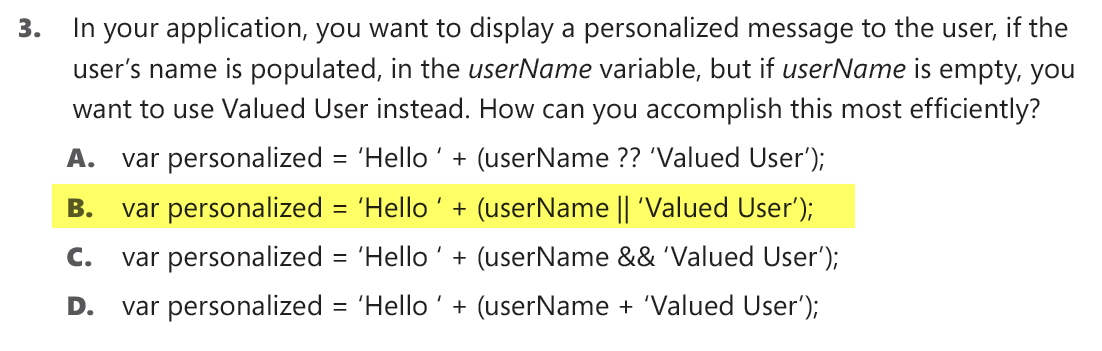 3. In your application, you want to display a personalized message to the user, if the
user’s name is populated, in the userName variable, but if userName is empty, you
want to use Valued User instead. How can you accomplish this most efficiently?
A. var personalized = ‘Hello ‘ + (userName ?? ‘Valued User’);
B. var personalized = ‘Hello ‘ + (userName || ‘Valued User’);
C. var personalized = ‘Hello ‘ + (userName && ‘Valued User’);
D. var personalized = ‘Hello ‘ + (userName + ‘Valued User’);